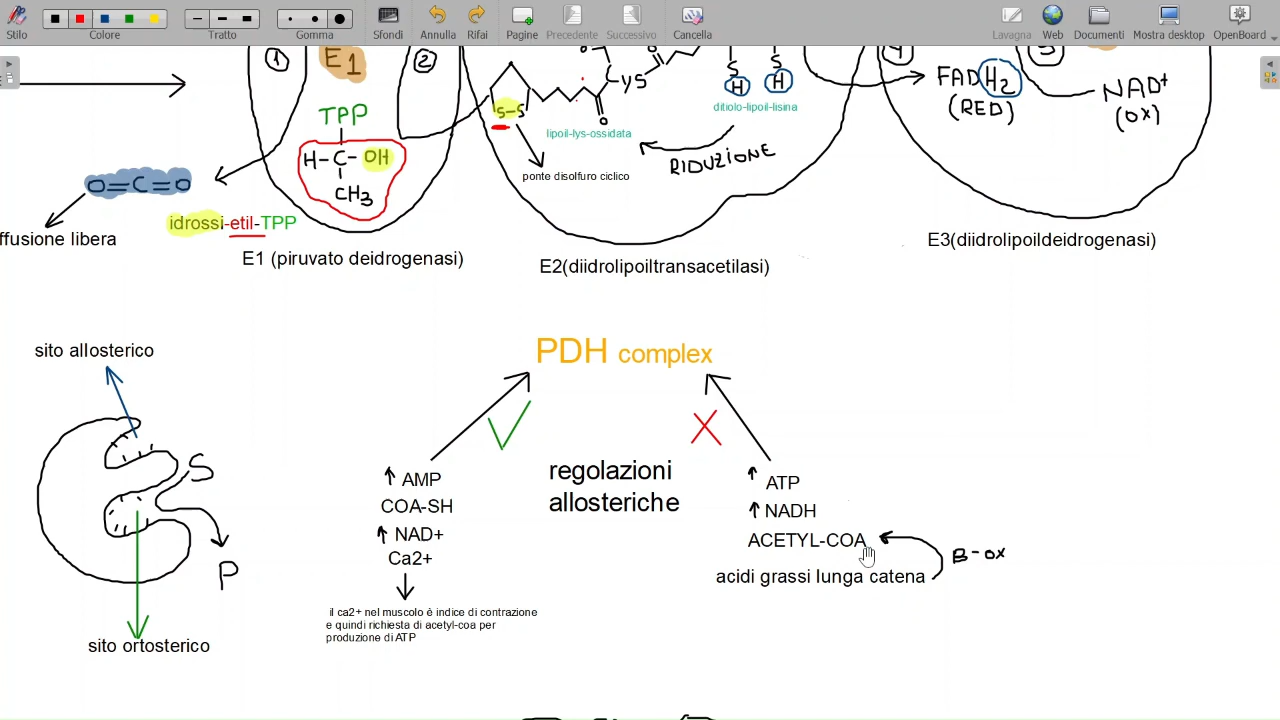 Stilo
Colore
Tratto
Gomma
Sfondi
Annulla
Rifai
Pagine
Precedente
Successivo
Cancella
Lavagna
Web
Documenti
Mostra desktop
OpenBoard
1
E1
2
TPP
H-C-OH
CH3
O=C=O
idrossi-etil-TPP
ffusione libera
E1 (piruvato deidrogenasi)
S-S
O
Cys
O
lipoil-lys-ossidata
ponte disolfuro ciclico
S
S
H
H
ditiolo-lipoil-lisina
RIDUZIONE
E2(diidrolipoiltransacetilasi)
FADH2
(RED)
NAD+
(OX)
E3(diidrolipoildeidrogenasi)
sito allosterico
S
P
sito ortosterico
PDH complex
regolazioni
allosteriche
AMP
COA-SH
NAD+
Ca2+
il ca2+ nel muscolo è indice di contrazione
e quindi richiesta di acetyl-coa per
produzione di ATP
ATP
NADH
ACETYL-COA
acidi grassi lunga catena
B-OX